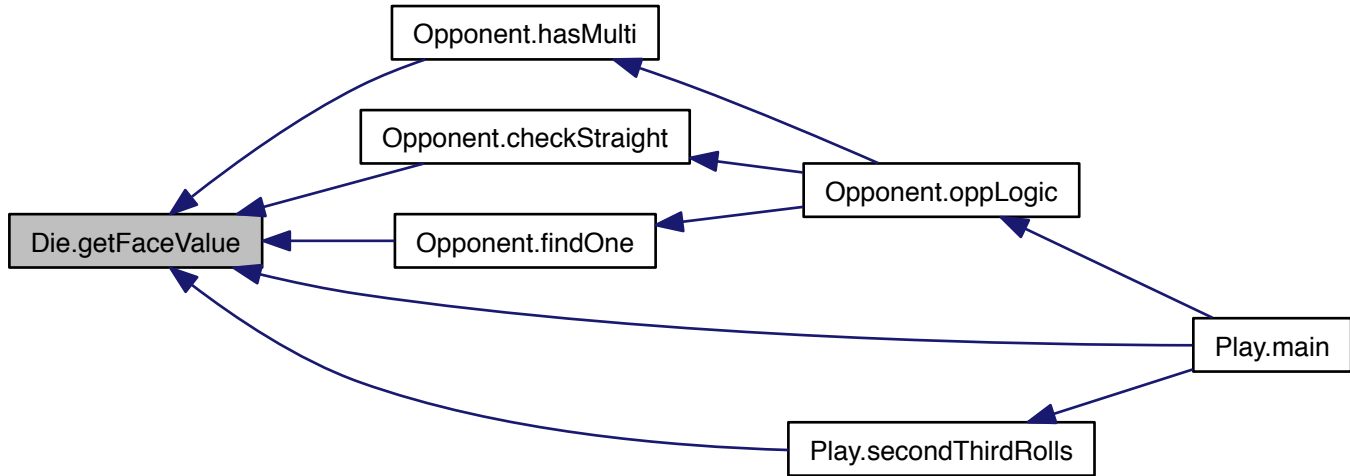 Opponent.hasMulti
Opponent.checkStraight
Opponent.oppLogic
Die.getFaceValue
Opponent.findOne
Play.main
Play.secondThirdRolls